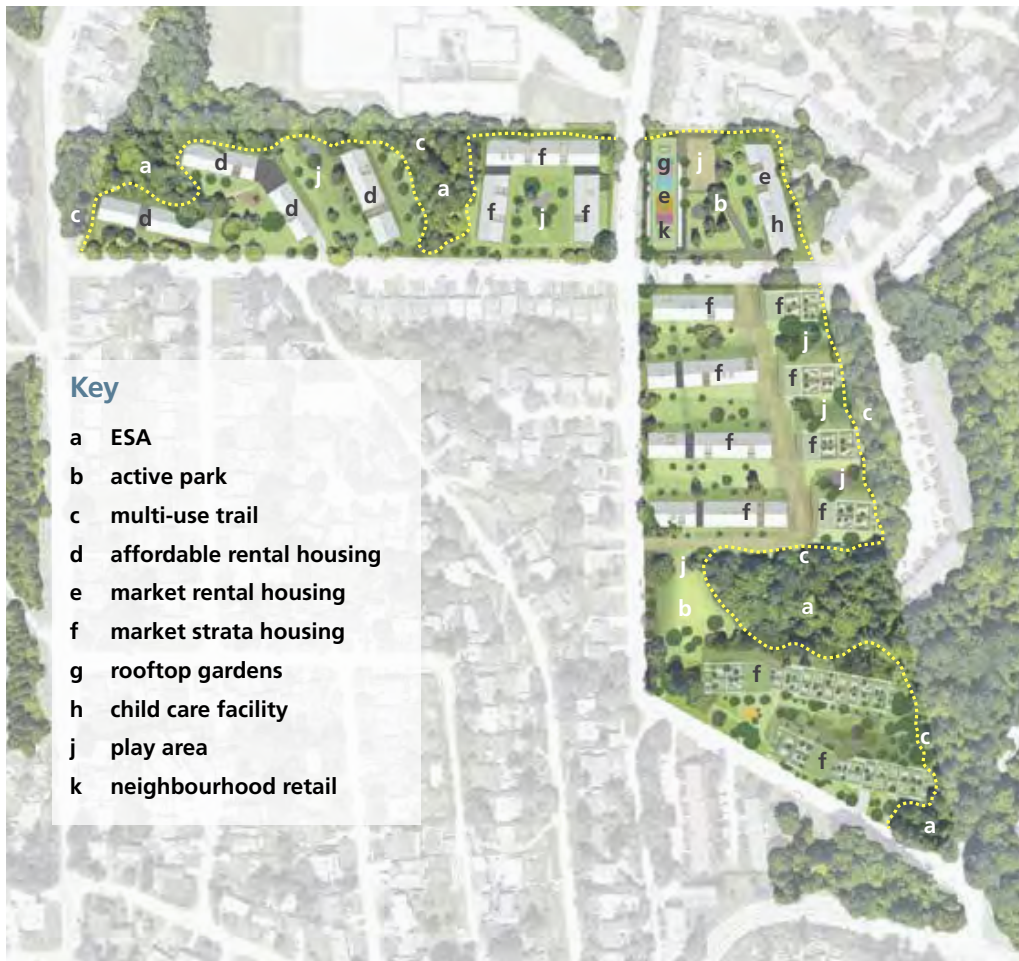 c
f
a
d
j
a
d
c
d
d
f
j
f
g
j
e
e
b
k
h
f
f
j
f
f
j
c
f
f
j
f
f
c
j
b
a
f
c
f
a
Key
a ESA
b active park
c multi-use trail
d affordable rental housing
e market rental housing
f market strata housing
g rooftop gardens
h child care facility
j play area
k neighbourhood retail